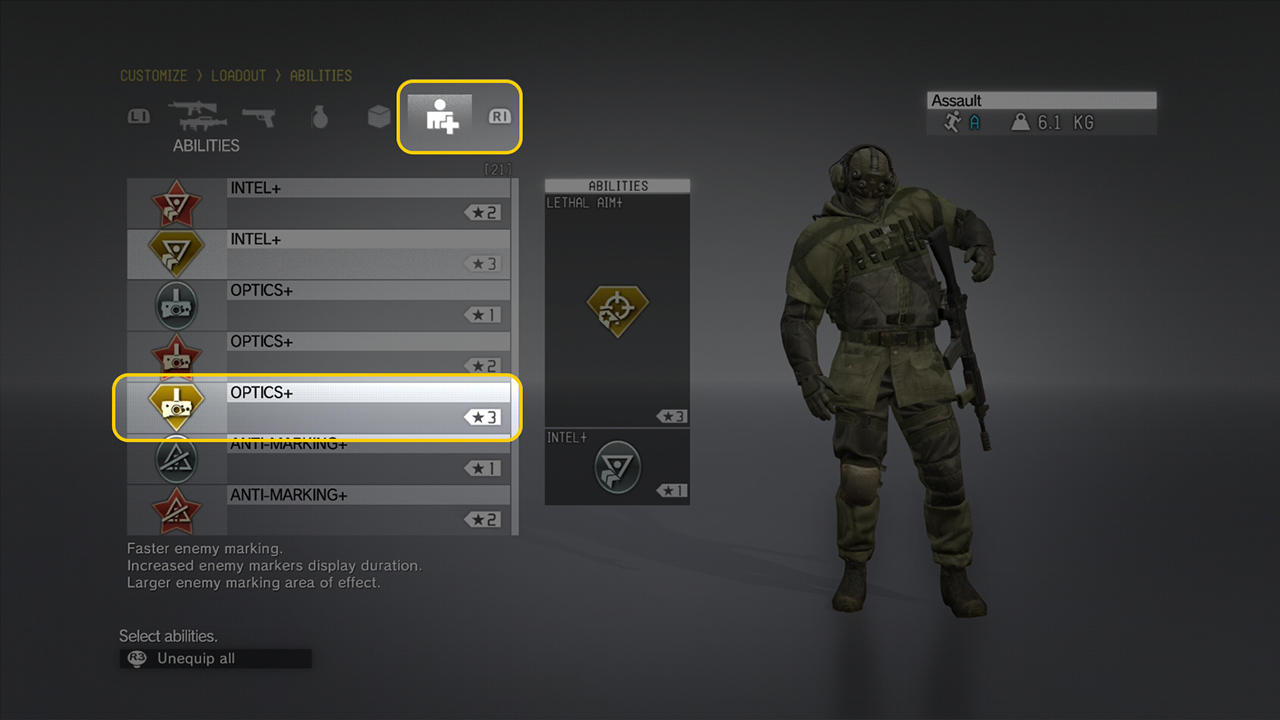 CUSTOMIZE > LOADOUT > ABILITIES
L1
R1
ABILITIES
[21]
INTEL+
★2
INTEL+
★3
OPTICS+
★1
OPTICS+
★2
OPTICS+
★3
ANTI-MARKING+
★1
ANTI-MARKING+
★2
ABILITIES
LETHAL AIM+
★3
INTEL+
★1
Assault
A 6.1 KG
Faster enemy marking.
Increased enemy markers display duration.
Larger enemy marking area of effect.
Select abilities.
R3 Unequip all